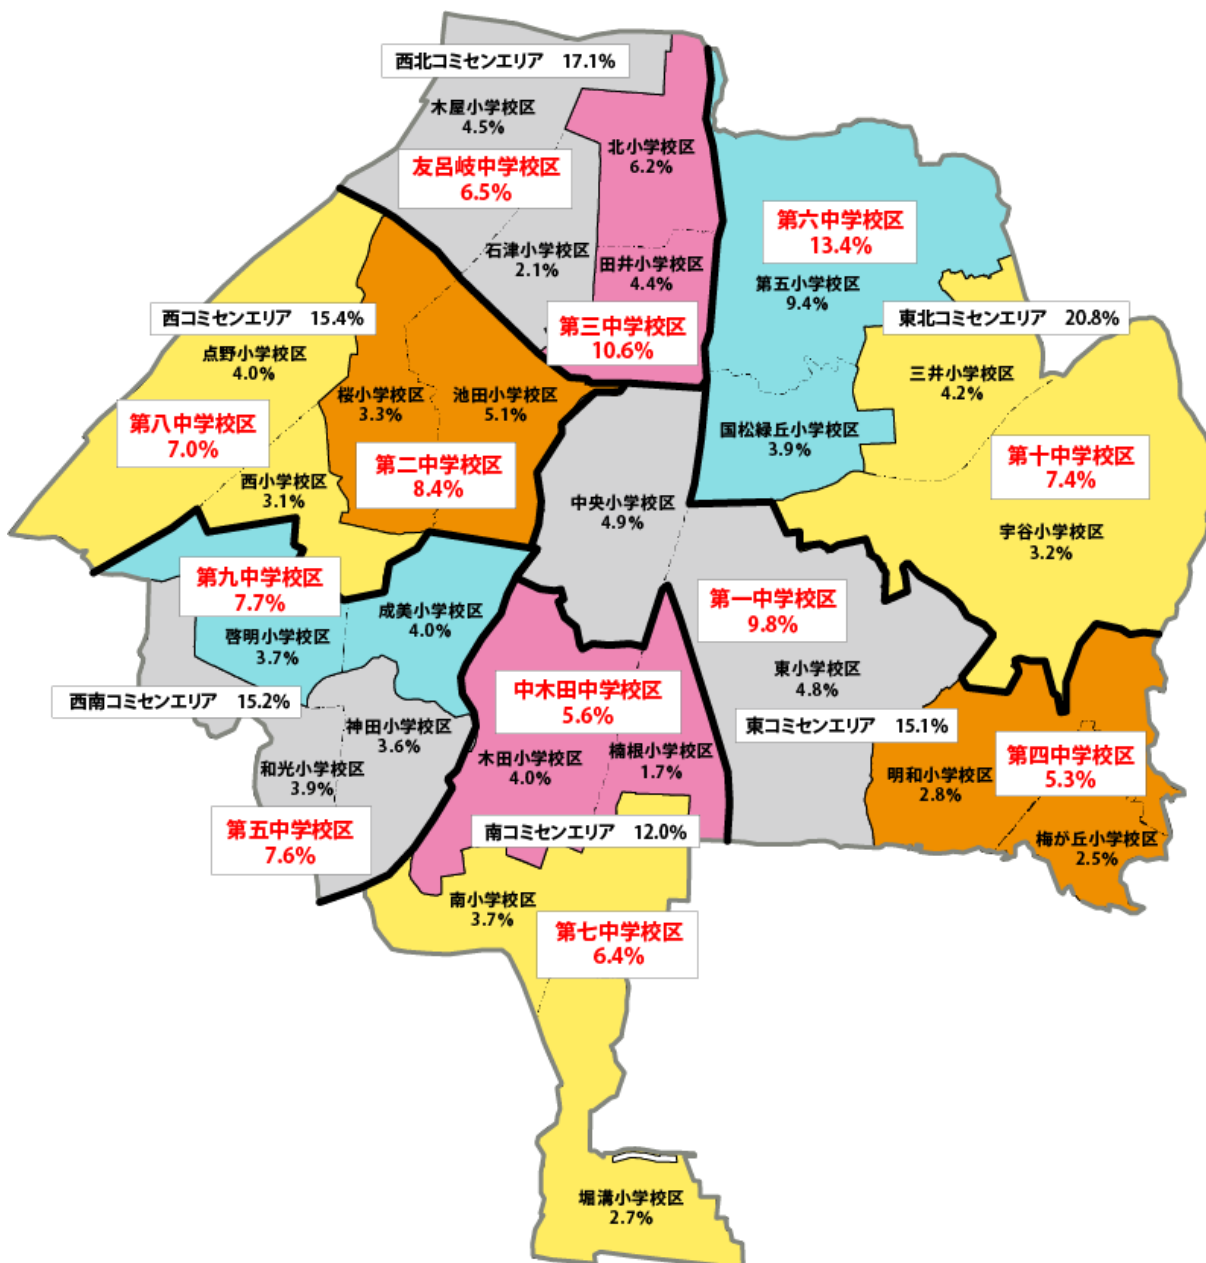 西北コミセンエリア 17.1%
木屋小学校区
4.5%
北小学校区
6.2%
友呂岐中学校区
6.5%
第六中学校区
13.4%
石津小学校区
2.1%
田井小学校区
4.4%
第五小学校区
9.4%
西コミセンエリア 15.4%
第三中学校区
10.6%
東北コミセンエリア 20.8%
点野小学校区
4.0%
三井小学校区
4.2%
桜小学校区
3.3%
池田小学校区
5.1%
第八中学校区
7.0%
国松緑丘小学校区
3.9%
第十中学校区
7.4%
第二中学校区
8.4%
西小学校区
3.1%
中央小学校区
4.9%
宇谷小学校区
3.2%
第九中学校区
7.7%
第一中学校区
9.8%
成美小学校区
4.0%
啓明小学校区
3.7%
東小学校区
4.8%
中木田中学校区
5.6%
西南コミセンエリア 15.2%
神田小学校区
3.6%
東コミセンエリア 15.1%
木田小学校区
4.0%
楠根小学校区
1.7%
第四中学校区
5.3%
和光小学校区
3.9%
明和小学校区
2.8%
第五中学校区
7.6%
南コミセンエリア 12.0%
梅が丘小学校区
2.5%
南小学校区
3.7%
第七中学校区
6.4%
堀溝小学校区
2.7%